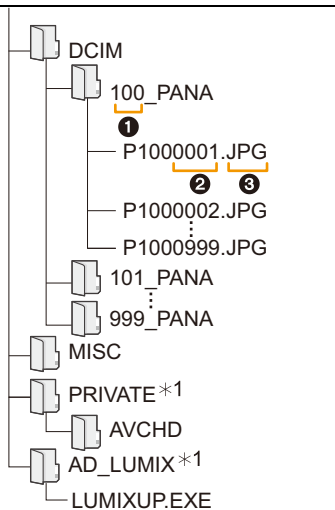 DCIM
100_PANA
❶
P1000001.JPG
❷ ❸
P1000002.JPG
P1000999.JPG
101_PANA
999_PANA
MISC
PRIVATE＊1
AVCHD
AD_LUMIX＊1
LUMIXUP.EXE